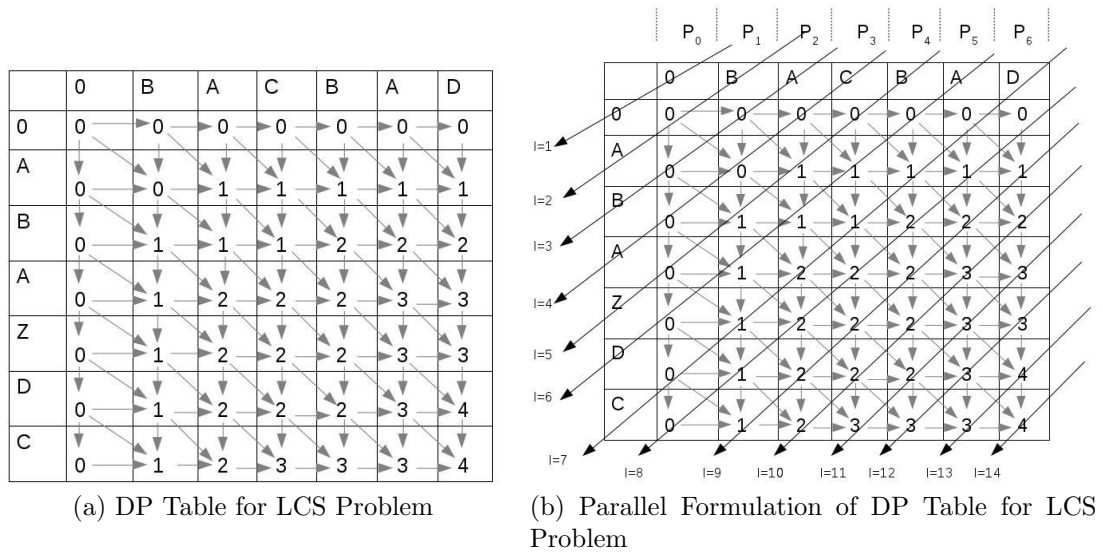 0 B A C B A D
0 0 0 0 0 0 0 0
A 0 0 1 1 1 1 1
B 0 1 1 1 2 2 2
A 0 1 2 2 2 3 3
Z 0 1 2 2 2 3 3
D 0 1 2 2 2 3 4
C 0 1 2 3 3 3 4
(a) DP Table for LCS Problem
P0 P1 P2 P3 P4 P5 P6
0 B A C B A D
0 0 0 0 0 0 0 0
l=1
A 0 0 1 1 1 1 1
l=2
B 0 1 1 1 2 2 2
l=3
A 0 1 2 2 2 3 3
l=4
Z 0 1 2 2 2 3 3
l=5
D 0 1 2 2 2 3 4
l=6
C 0 1 2 3 3 3 4
l=7 l=8 l=9 l=10 l=11 l=12 l=13 l=14
(b) Parallel Formulation of DP Table for LCS
Problem